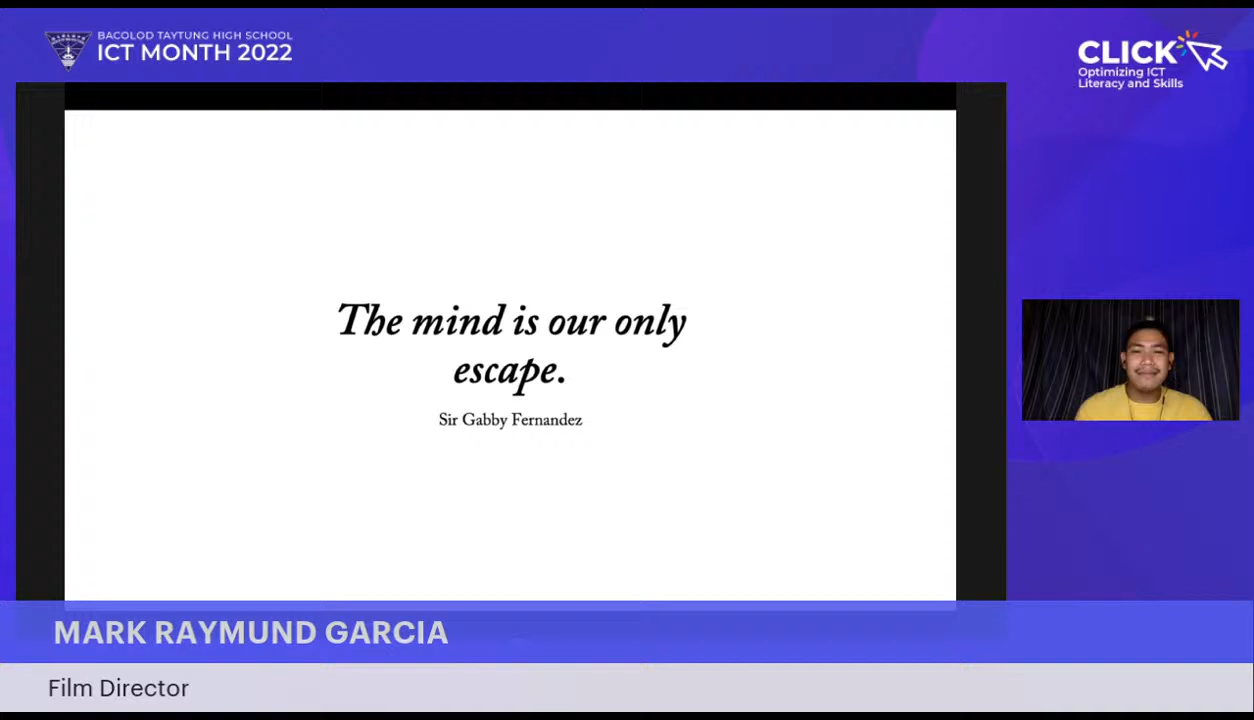 BACOLOD TAYTUNG HIGH SCHOOL
ICT MONTH 2022
CLICK
Optimizing ICT
Literacy and Skills
The mind is our only
escape.
Sir Gabby Fernandez
MARK RAYMUND GARCIA
Film Director